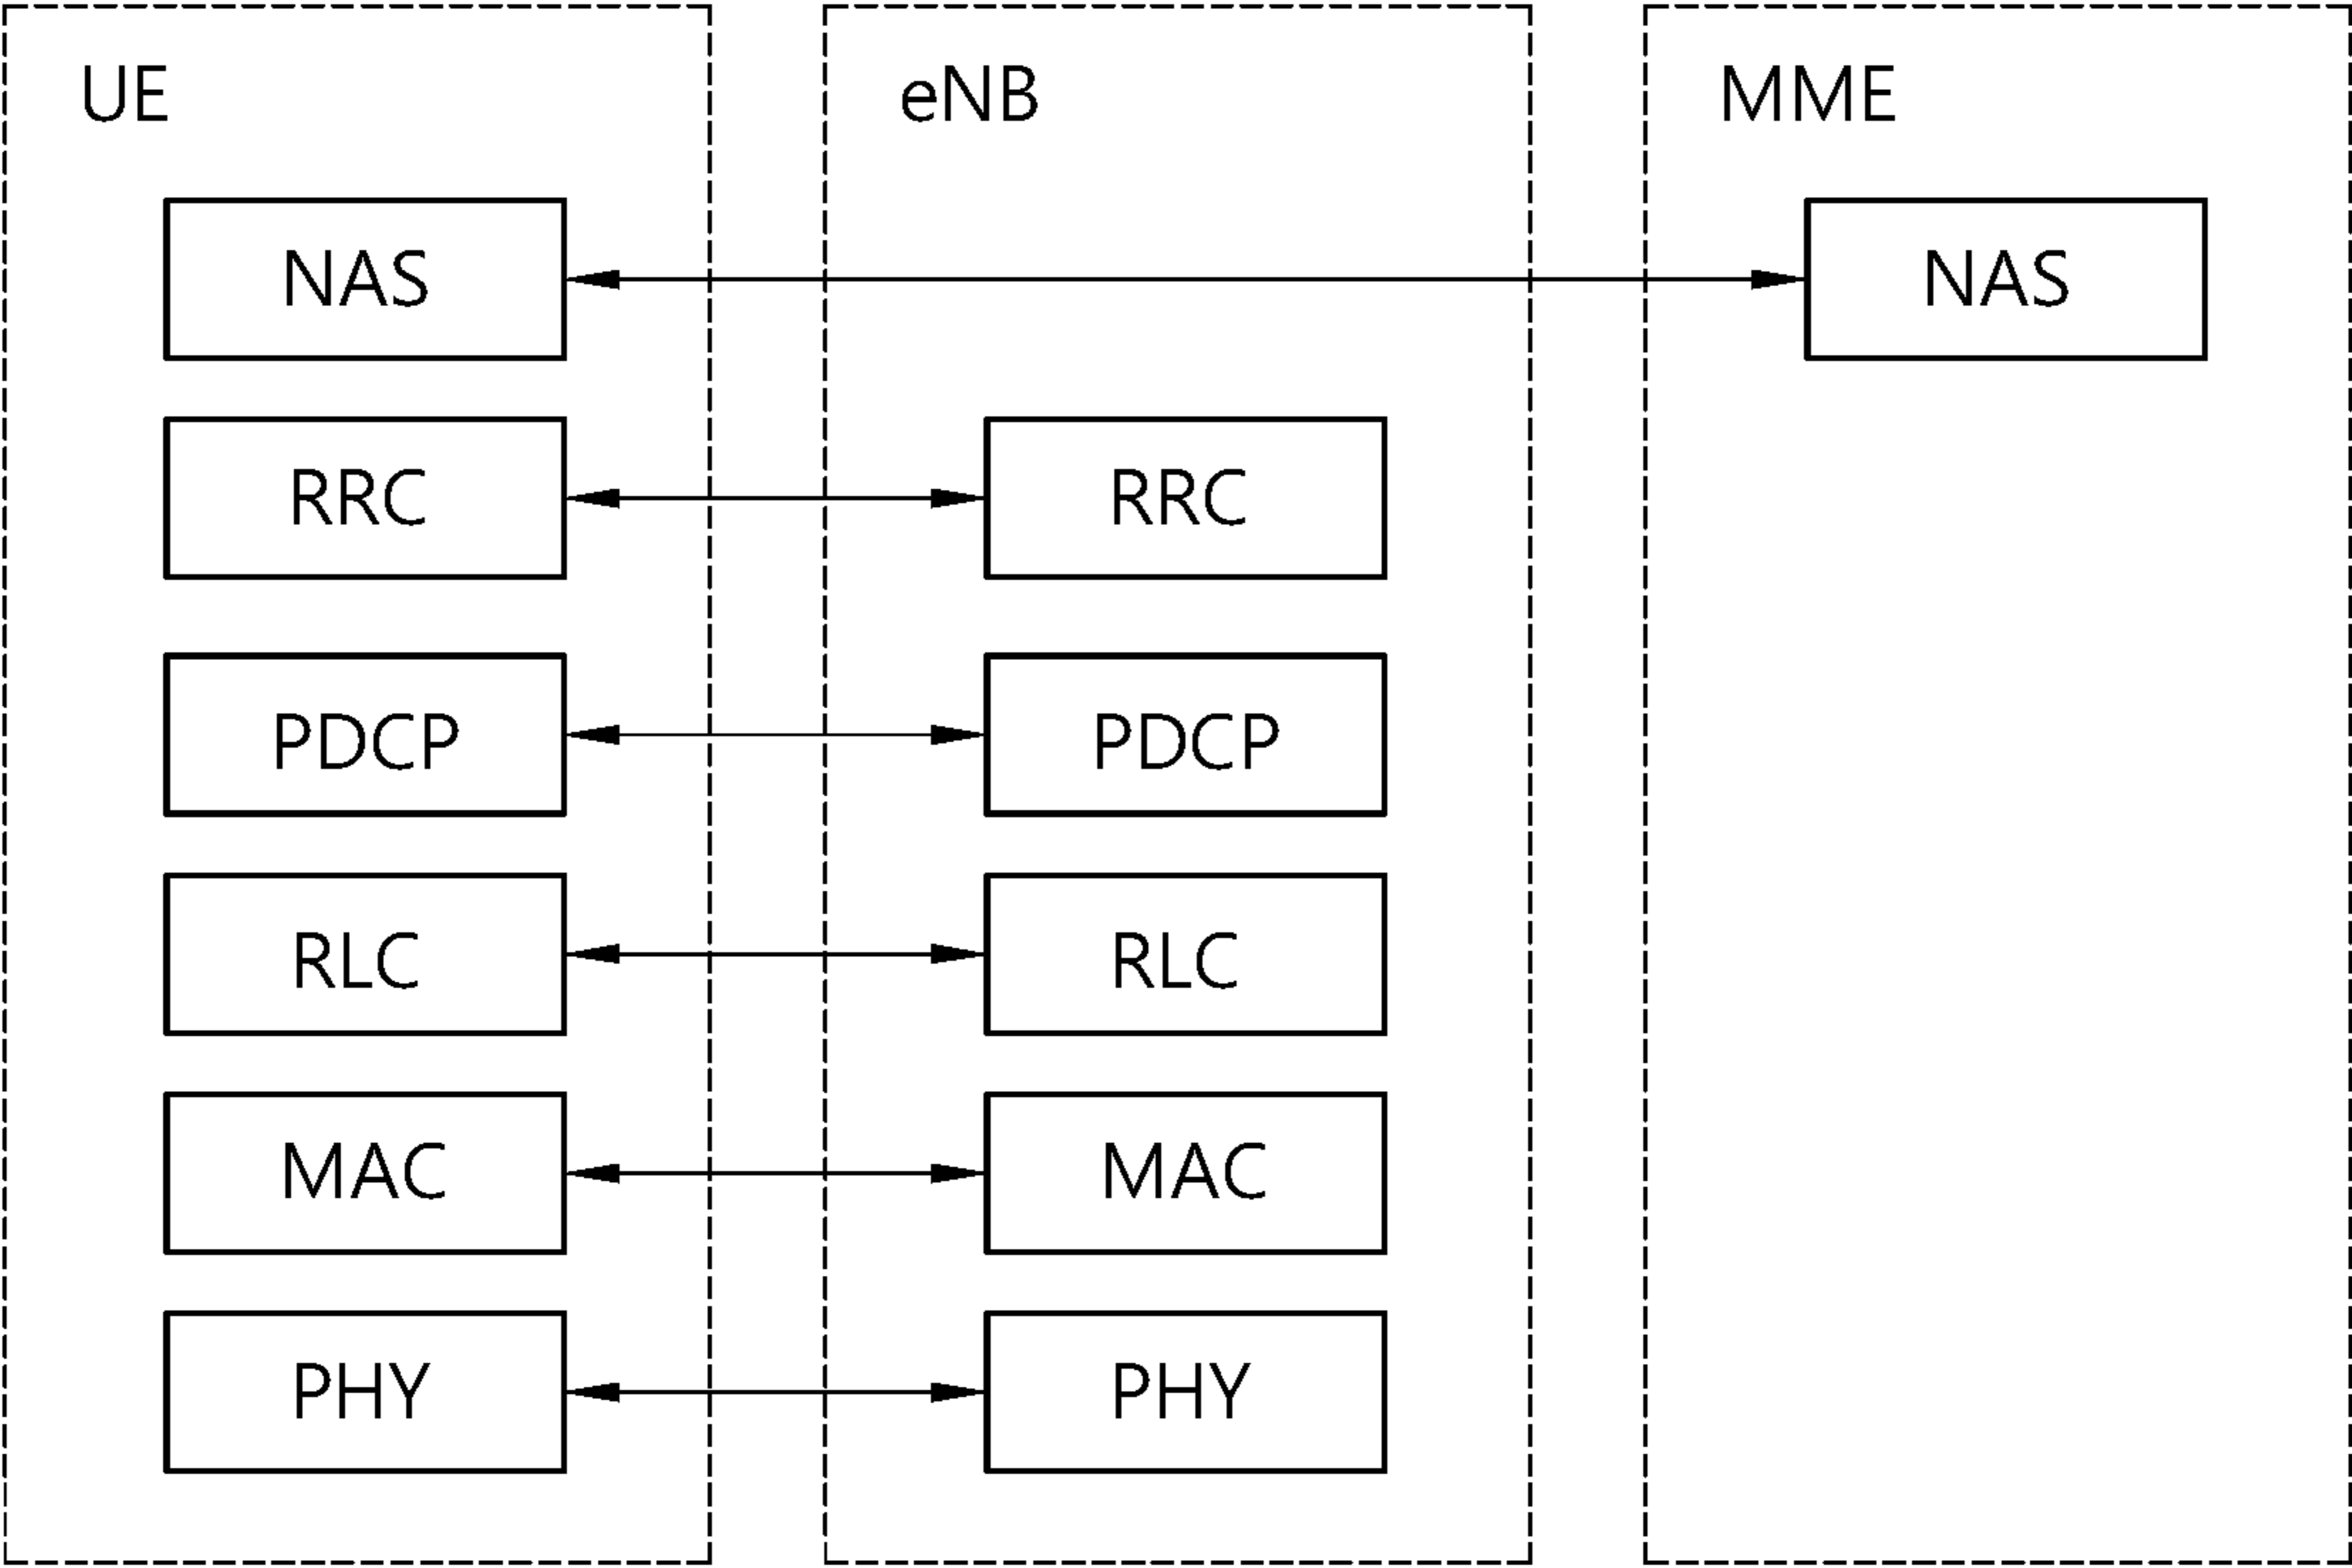 UE
eNB
MME
NAS
NAS
RRC
RRC
PDCP
PDCP
RLC
RLC
MAC
MAC
PHY
PHY